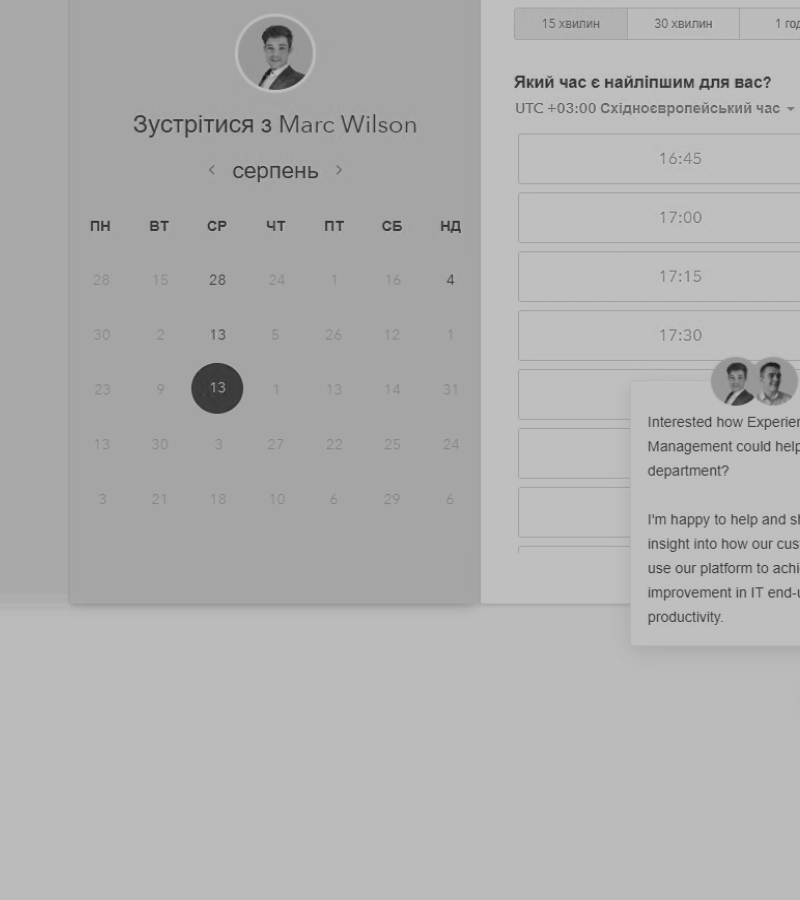 Зустрітися з Marc Wilson
серпень
ПН ВТ СР ЧТ ПТ СБ НД
28 15 28 24 1 16 4
30 2 13 5 26 12 1
23 9 13 1 13 14 31
13 30 3 27 22 25 24
3 21 18 10 6 29 6
15 хвилин 30 хвилин 1 год
Який час є найліпшим для вас?
UTC +03:00 Східноєвропейський час
16:45
17:00
17:15
17:30
Interested how Experien
Management could help
department?
I'm happy to help and sh
insight into how our cus
use our platform to achi
improvement in IT end-u
productivity.